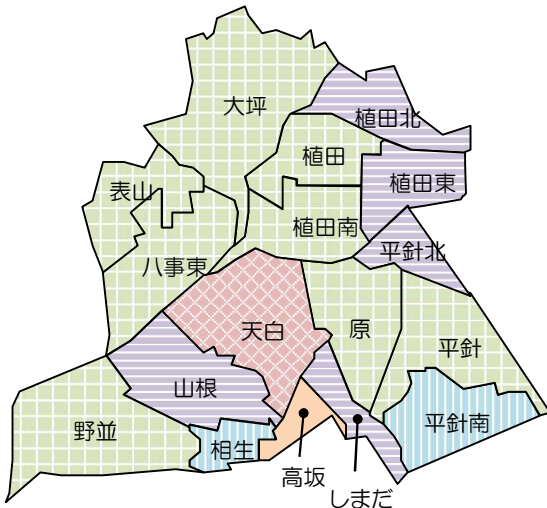 大坪
植田北
植田
植田東
表山
植田南
平針北
八事東
天白
原
平針
山根
野並
相生
平針南
高坂
しまだ